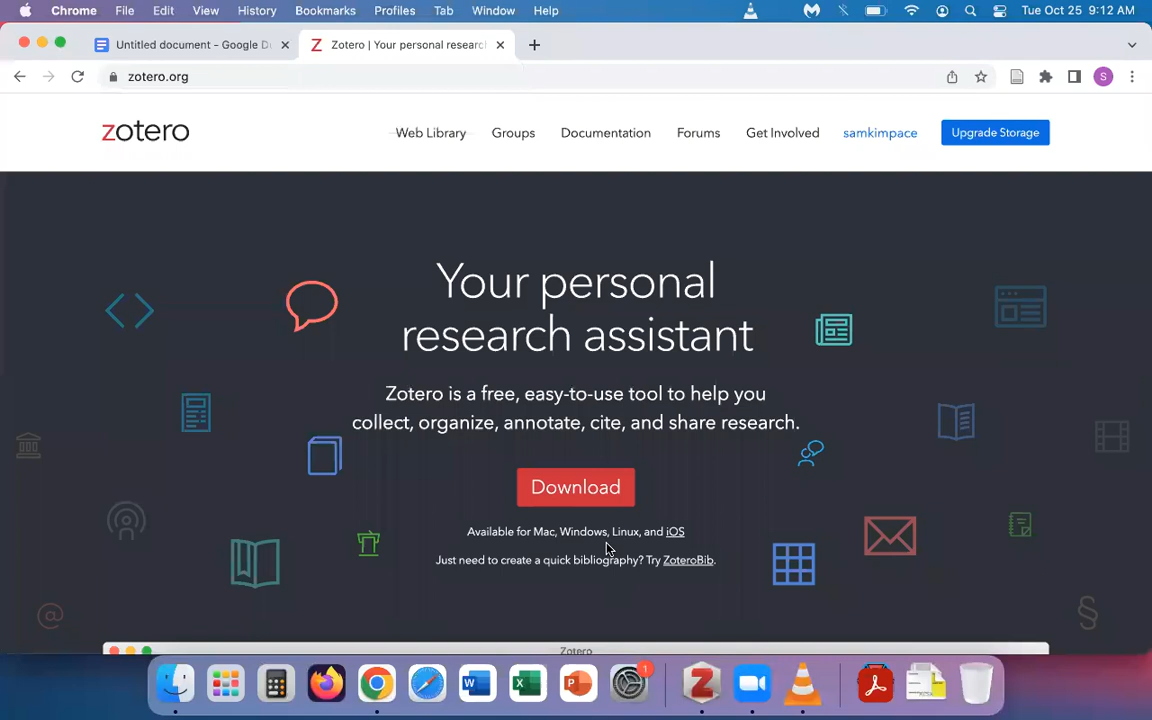 Chrome File Edit View History Bookmarks Profiles Tab Window Help Tue Oct 25 9:12 AM
Untitled document - Google D Zotero | Your personal researc
zotero.org S
zotero Web Library Groups Documentation Forums Get Involved samkimpace Upgrade Storage
Your personal
research assistant
Zotero is a free, easy-to-use tool to help you
collect, organize, annotate, cite, and share research.
Download
Available for Mac, Windows, Linux, and iOS
Just need to create a quick bibliography? Try ZoteroBib.
Zotero
1